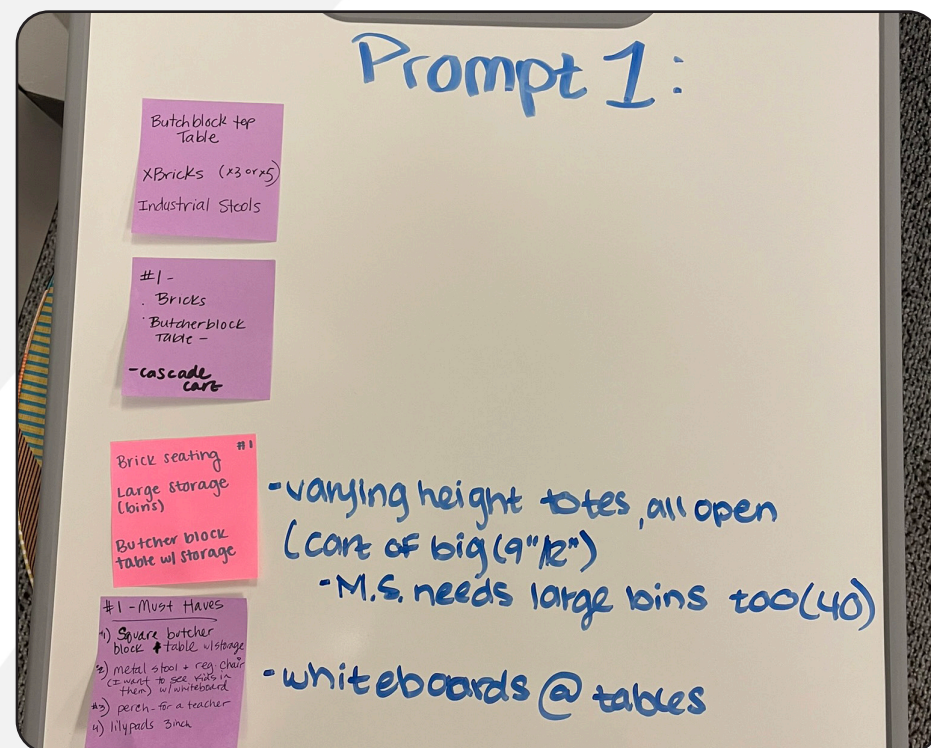 Prompt 1:
Butchblock top
Table
XBricks (x3 or x5)
Industrial Stools
#1-
. Bricks
· Butcherblock
Table -
-cascade
cart
#1
Brick seating
Large storage
(bins)
Butcher block
table w/ storage
-varying height totes, all open
(cart of big (9"/12")
-M.S. needs large bins too (40)
#1-Must Haves
#1) Square butcher
block table w/storage
#2) metal stool + reg. chair
(I want to see kids in
them) w/whiteboard
#3) perch-for a teacher
4) lilypads 3inch
-whiteboards @ tables